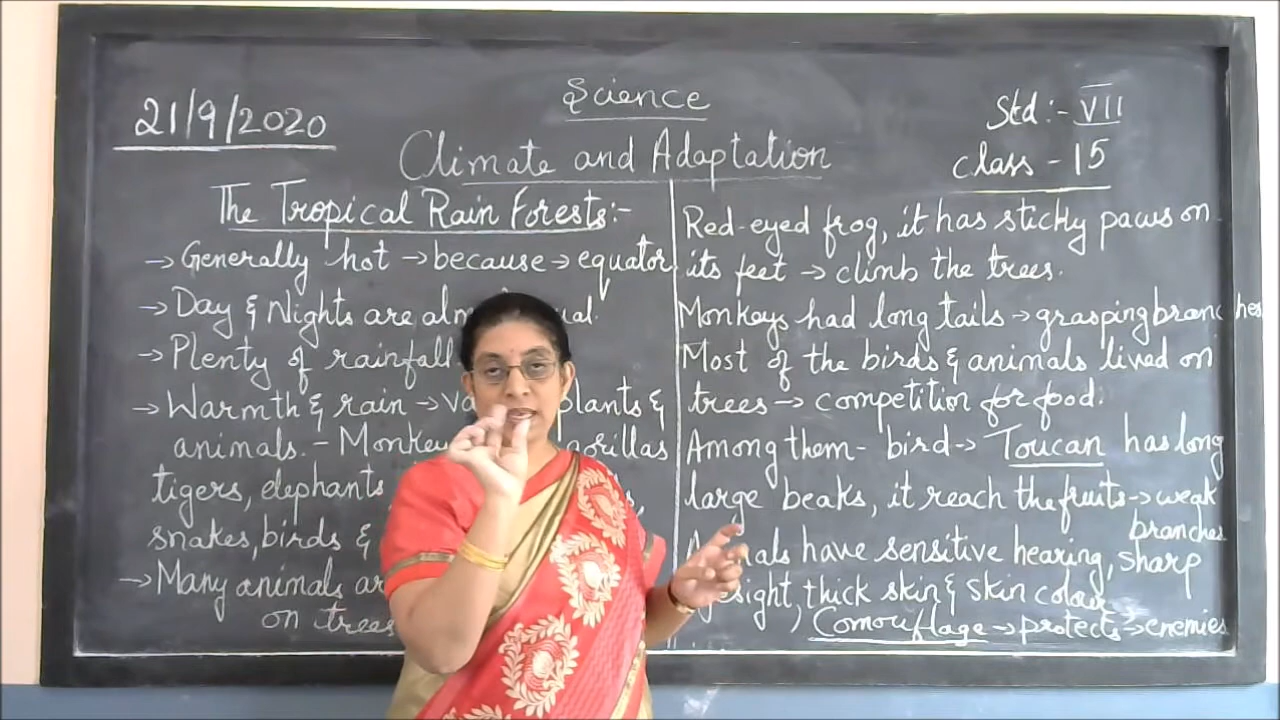 Science
21/9/2020
Std:- VII
Climate and Adaptation
class - 15
The Tropical Rain Forests:-
→ Generally hot → because → equator
→ Day & Nights are
→ Plenty of rainfall
→ Warmth & rain → plants &
animals. - Monkey
tigers, elephants
snakes, birds &
→ Many animals
on trees
Red-eyed frog, it has sticky paws on
its feet → climb the trees.
Monkeys had long tails → grasping branches
Most of the birds & animals lived on
trees → competition for food.
Among them - bird → Toucan has long
large beaks, it reach the fruits → weak
branches
have sensitive hearing, sharp
thick skin & skin colour
, Comouflage → protects → enemies